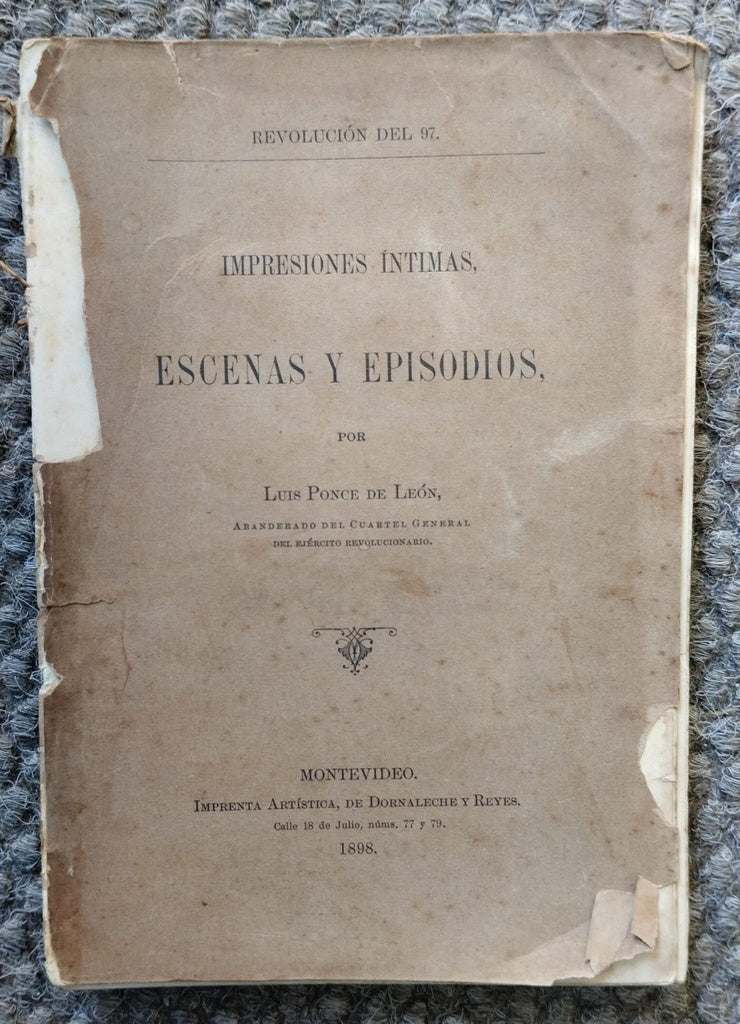 REVOLUCIÓN DEL 97.
IMPRESIONES ÍNTIMAS,
ESCENAS Y EPISODIOS,
POR
LUIS PONCE DE LEÓN,
ABANDERADO DEL CUARTEL GENERAL
DEL EJÉRCITO REVOLUCIONARIO.
MONTEVIDEO.
IMPRENTA ARTÍSTICA, DE DORNALECHE Y REYES.
Calle 18 de Julio, núms. 77 y 79.
1898.